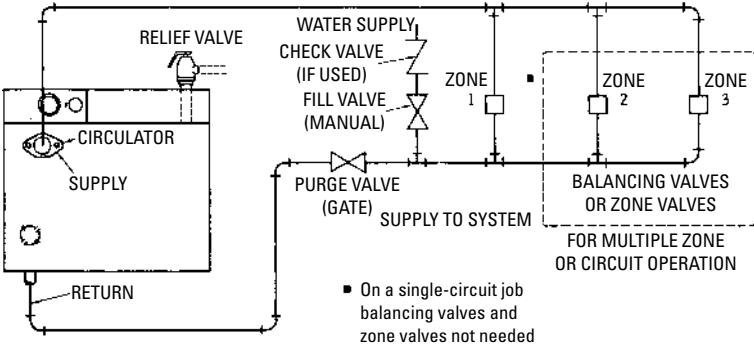 WATER SUPPLY
RELIEF VALVE
CHECK VALVE
(IF USED)
FILL VALVE
(MANUAL)
ZONE
1
ZONE
2
ZONE
3
CIRCULATOR
SUPPLY
PURGE VALVE
(GATE)
SUPPLY TO SYSTEM
BALANCING VALVES
OR ZONE VALVES
FOR MULTIPLE ZONE
OR CIRCUIT OPERATION
RETURN
▪ On a single-circuit job
balancing valves and
zone valves not needed